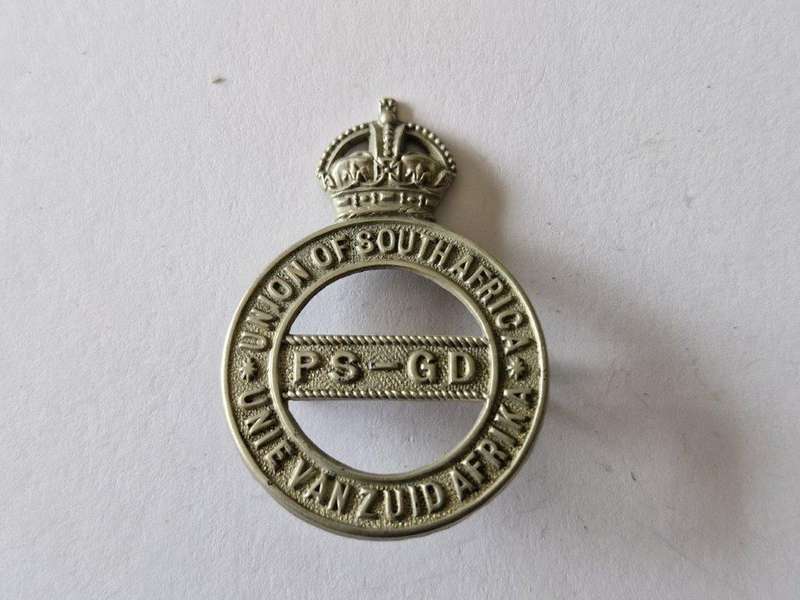 UNION OF SOUTH AFRICA
PS-GD
UNIE VAN ZUID AFRIKA